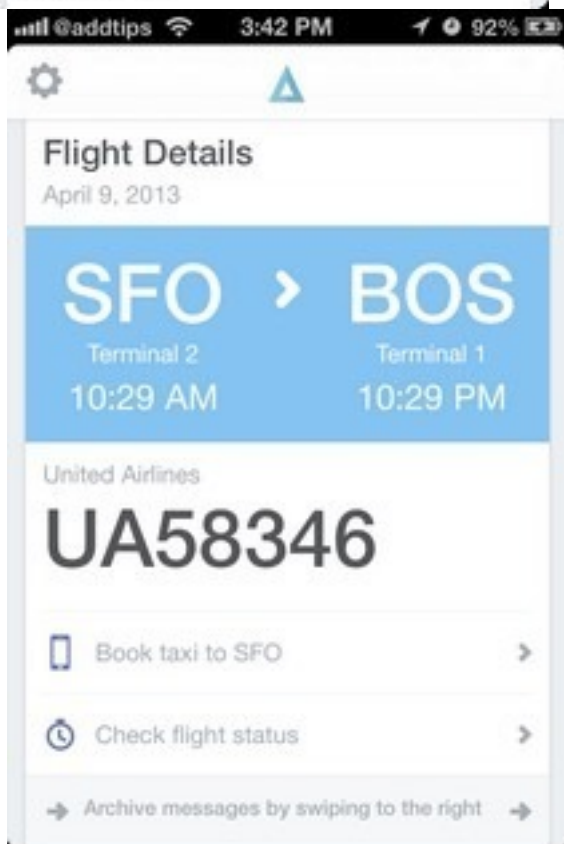 @addtips 3:42 PM 92%
Flight Details
April 9, 2013
SFO > BOS
Terminal 2 Terminal 1
10:29 AM 10:29 PM
United Airlines
UA58346
Book taxi to SFO
Check flight status
Archive messages by swiping to the right